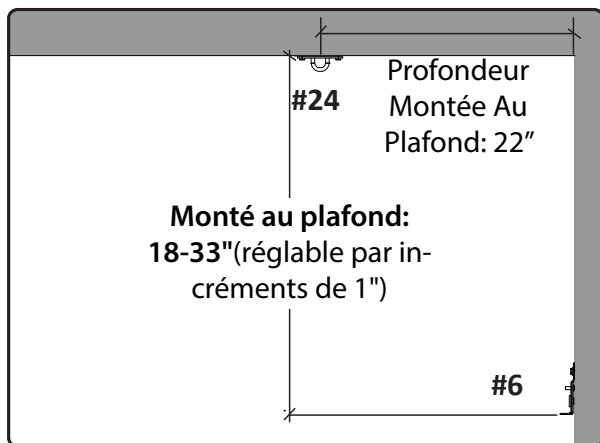 #24
Profondeur
Montée Au
Plafond: 22”
Monté au plafond:
18-33"(réglable par in-
créments de 1")
#6